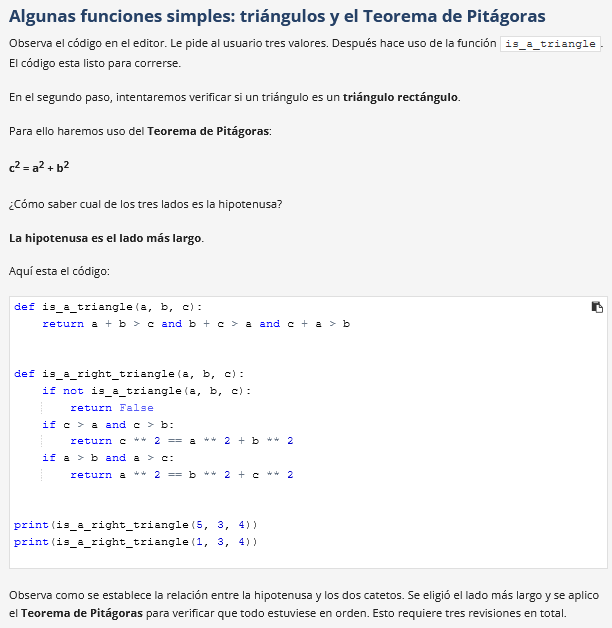 Algunas funciones simples: triángulos y el Teorema de Pitágoras
Observa el código en el editor. Le pide al usuario tres valores. Después hace uso de la función is_a_triangle.
El código esta listo para correrse.
En el segundo paso, intentaremos verificar si un triángulo es un triángulo rectángulo.
Para ello haremos uso del Teorema de Pitágoras:
c² = a² + b²
¿Cómo saber cual de los tres lados es la hipotenusa?
La hipotenusa es el lado más largo.
Aquí esta el código:
def is_a_triangle(a, b, c):
    return a + b > c and b + c > a and c + a > b
def is_a_right_triangle(a, b, c):
    if not is_a_triangle(a, b, c):
        return False
    if c > a and c > b:
        return c ** 2 == a ** 2 + b ** 2
    if a > b and a > c:
        return a ** 2 == b ** 2 + c ** 2
print(is_a_right_triangle(5, 3, 4))
print(is_a_right_triangle(1, 3, 4))
Observa como se establece la relación entre la hipotenusa y los dos catetos. Se eligió el lado más largo y se aplico
el Teorema de Pitágoras para verificar que todo estuviese en orden. Esto requiere tres revisiones en total.